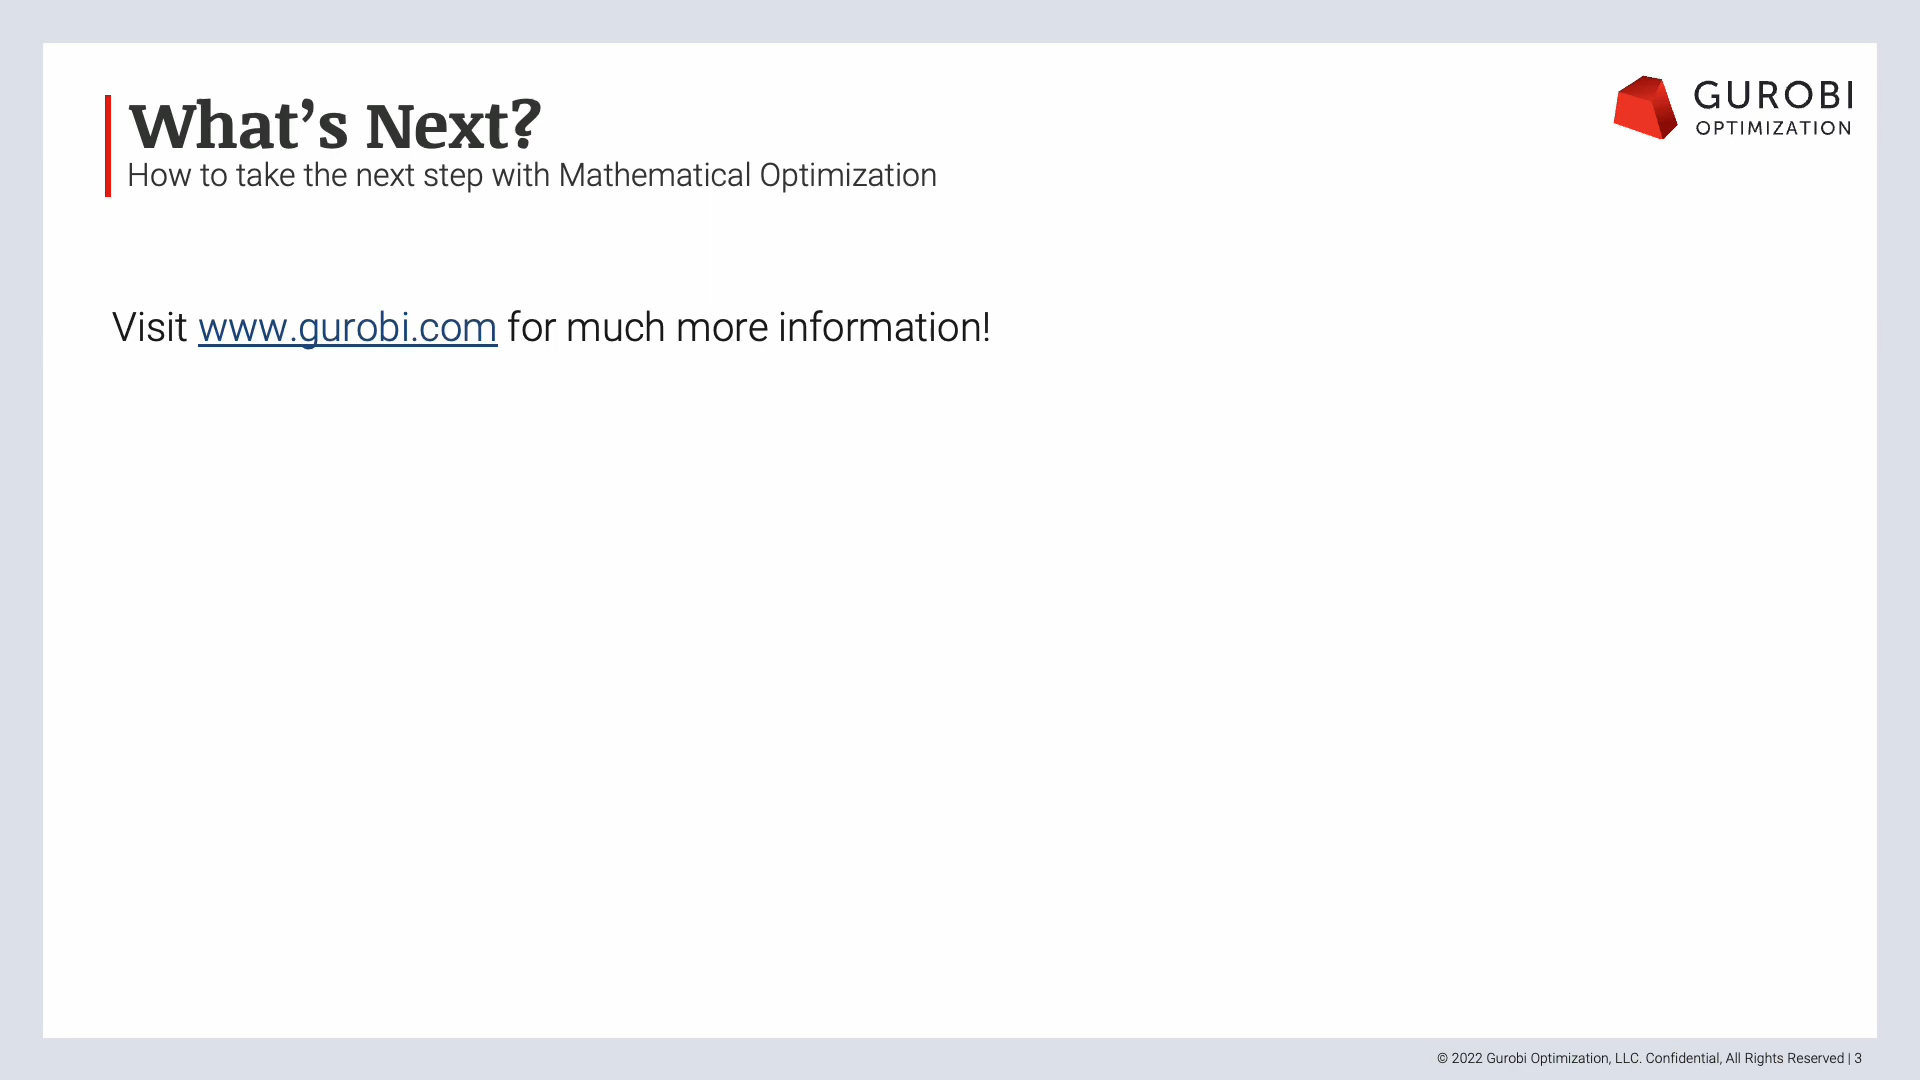 What’s Next?
How to take the next step with Mathematical Optimization
GUROBI
OPTIMIZATION
Visit www.gurobi.com for much more information!
© 2022 Gurobi Optimization, LLC. Confidential, All Rights Reserved | 3